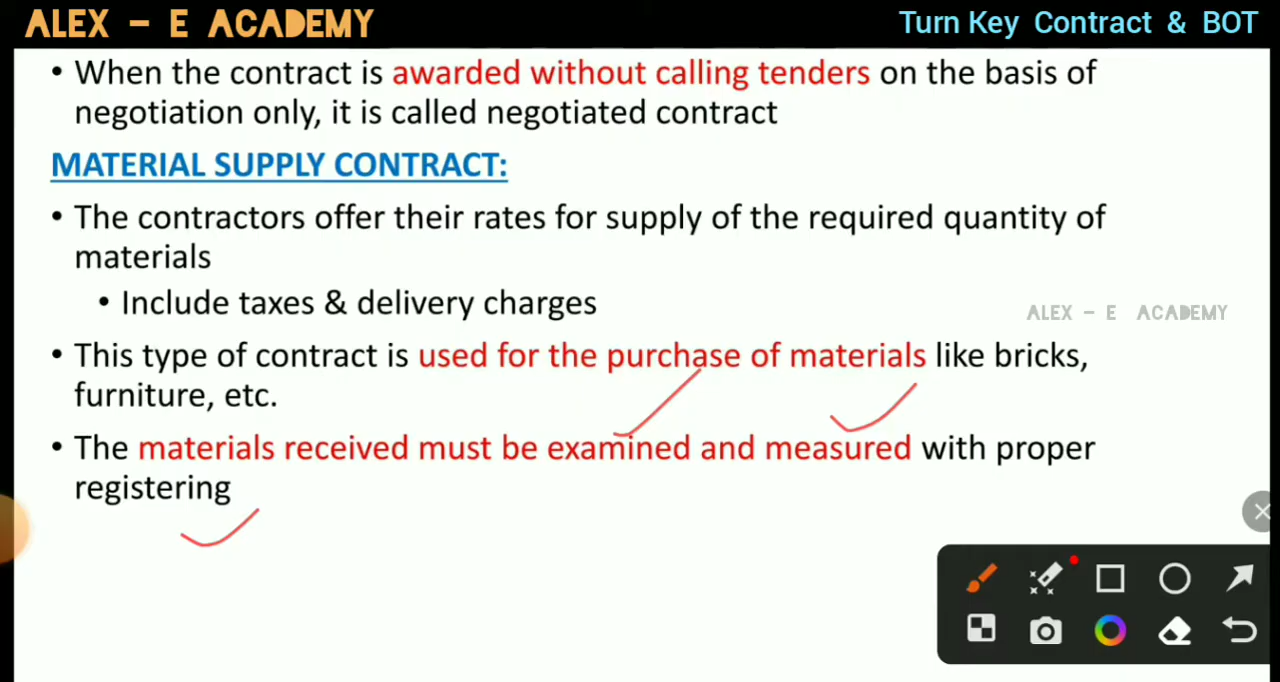 ALEX - E ACADEMY
Turn Key Contract & BOT
• When the contract is awarded without calling tenders on the basis of
negotiation only, it is called negotiated contract
MATERIAL SUPPLY CONTRACT:
• The contractors offer their rates for supply of the required quantity of
materials
• Include taxes & delivery charges
ALEX - E ACADEMY
• This type of contract is used for the purchase of materials like bricks,
furniture, etc.
• The materials received must be examined and measured with proper
registering